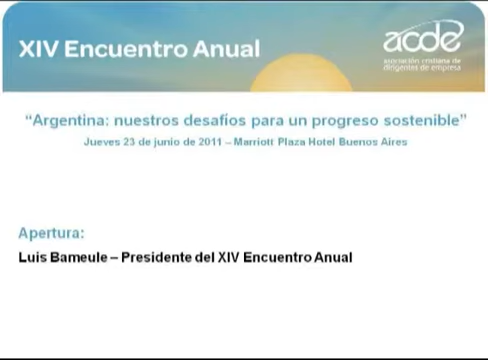 XIV Encuentro Anual
acde
asociación cristiana de
dirigentes de empresa
"Argentina: nuestros desafíos para un progreso sostenible"
Jueves 23 de junio de 2011 – Marriott Plaza Hotel Buenos Aires
Apertura:
Luis Bameule – Presidente del XIV Encuentro Anual